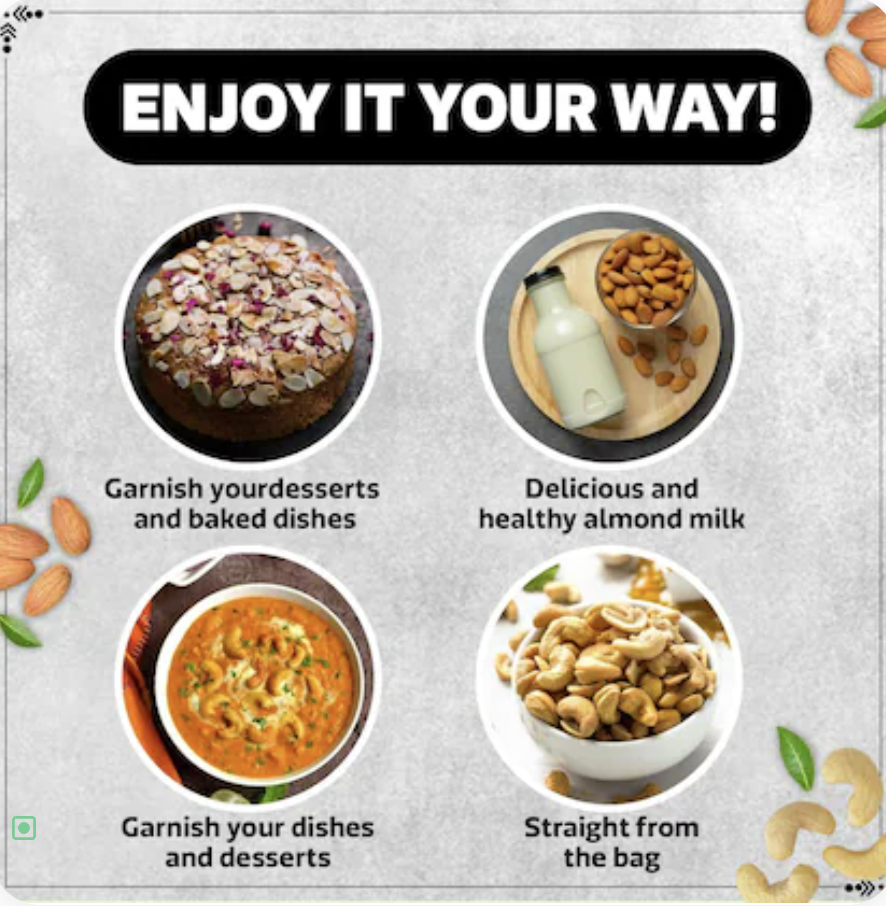 ENJOY IT YOUR WAY!
Garnish yourdesserts
and baked dishes
Delicious and
healthy almond milk
Garnish your dishes
and desserts
Straight from
the bag